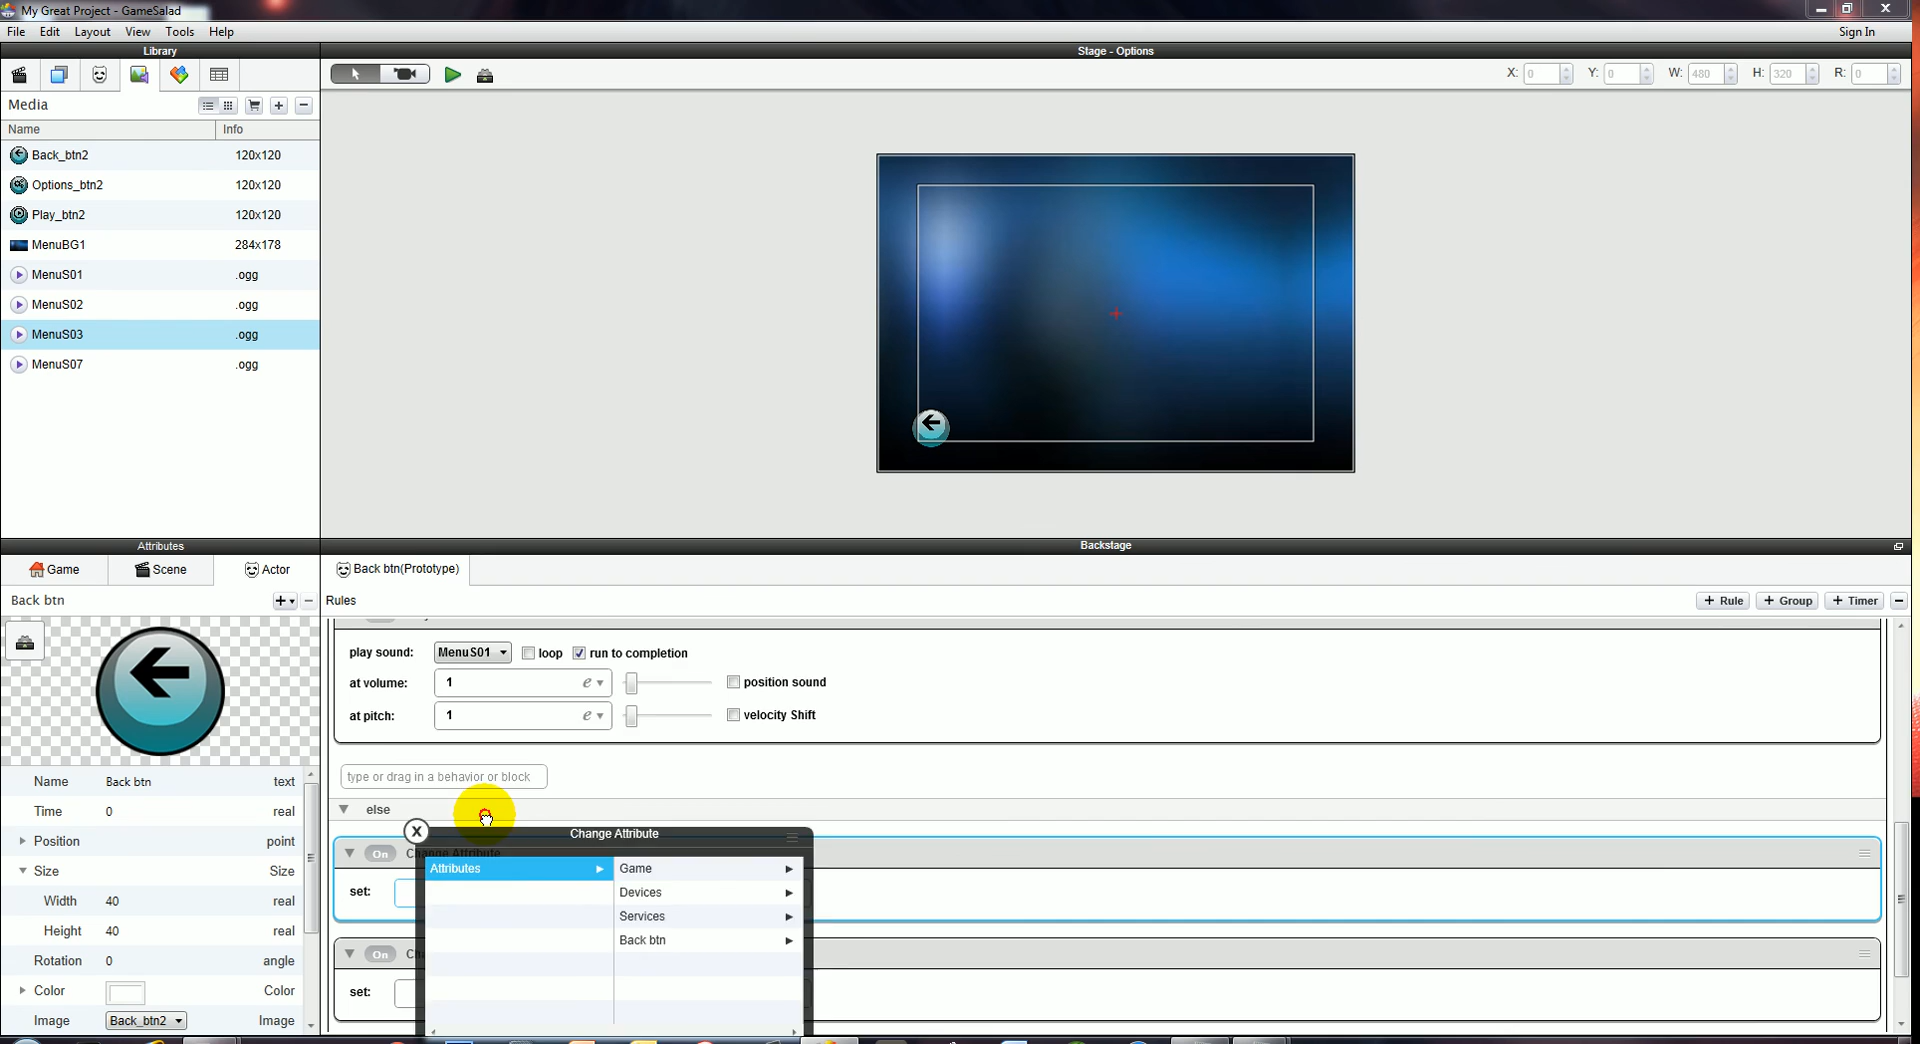 My Great Project - GameSalad
File Edit Layout View Tools Help
Sign In
Library
Stage - Options
X: 0 Y: 0 W: 480 H: 320 R: 0
Media
Name Info
Back_btn2 120x120
Options_btn2 120x120
Play_btn2 120x120
MenuBG1 284x178
MenuS01 .ogg
MenuS02 .ogg
MenuS03 .ogg
MenuS07 .ogg
Attributes
Backstage
Game Scene Actor
Back btn(Prototype)
Back btn
Rules
+ Rule + Group + Timer
play sound: MenuS01 loop run to completion
at volume: 1 e position sound
at pitch: 1 e velocity Shift
type or drag in a behavior or block
else
Change Attribute
On Change Attribute
set:
Attributes
Game
Devices
Services
Back btn
On
set:
Name Back btn text
Time 0 real
Position point
Size Size
Width 40 real
Height 40 real
Rotation 0 angle
Color Color
Image Back_btn2 Image